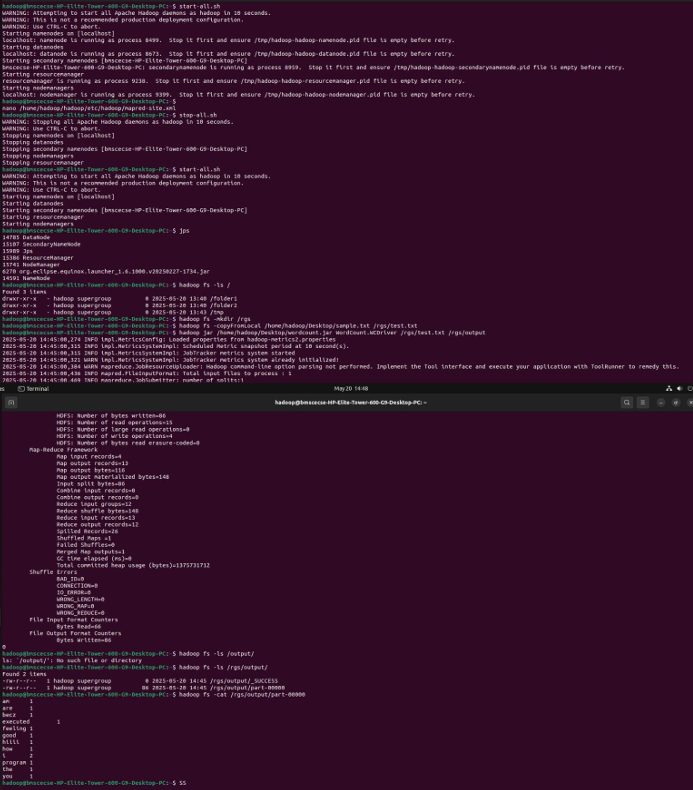 hadoop@bmscecse-HP-Elite-Tower-600-G9-Desktop-PC:~$ start-all.sh
WARNING: Attempting to start all Apache Hadoop daemons as hadoop in 10 seconds.
WARNING: This is not a recommended production deployment configuration.
WARNING: Use CTRL-C to abort.
Starting namenodes on [localhost]
localhost: namenode is running as process 8499.  Stop it first and ensure /tmp/hadoop-hadoop-namenode.pid file is empty before retry.
Starting datanodes
localhost: datanode is running as process 8673.  Stop it first and ensure /tmp/hadoop-hadoop-datanode.pid file is empty before retry.
Starting secondary namenodes [bmscecse-HP-Elite-Tower-600-G9-Desktop-PC]
bmscecse-HP-Elite-Tower-600-G9-Desktop-PC: secondarynamenode is running as process 8959.  Stop it first and ensure /tmp/hadoop-hadoop-secondarynamenode.pid file is empty before retry.
Starting resourcemanager
resourcemanager is running as process 9238.  Stop it first and ensure /tmp/hadoop-hadoop-resourcemanager.pid file is empty before retry.
Starting nodemanagers
localhost: nodemanager is running as process 9399.  Stop it first and ensure /tmp/hadoop-hadoop-nodemanager.pid file is empty before retry.
hadoop@bmscecse-HP-Elite-Tower-600-G9-Desktop-PC:~$
nano /home/hadoop/hadoop/etc/hadoop/mapred-site.xml
hadoop@bmscecse-HP-Elite-Tower-600-G9-Desktop-PC:~$ stop-all.sh
WARNING: Stopping all Apache Hadoop daemons as hadoop in 10 seconds.
WARNING: Use CTRL-C to abort.
Stopping namenodes on [localhost]
Stopping datanodes
Stopping secondary namenodes [bmscecse-HP-Elite-Tower-600-G9-Desktop-PC]
Stopping nodemanagers
Stopping resourcemanager
hadoop@bmscecse-HP-Elite-Tower-600-G9-Desktop-PC:~$ start-all.sh
WARNING: Attempting to start all Apache Hadoop daemons as hadoop in 10 seconds.
WARNING: This is not a recommended production deployment configuration.
WARNING: Use CTRL-C to abort.
Starting namenodes on [localhost]
Starting datanodes
Starting secondary namenodes [bmscecse-HP-Elite-Tower-600-G9-Desktop-PC]
Starting resourcemanager
Starting nodemanagers
hadoop@bmscecse-HP-Elite-Tower-600-G9-Desktop-PC:~$ jps
14785 DataNode
15107 SecondaryNameNode
15989 Jps
15386 ResourceManager
15741 NodeManager
6270 org.eclipse.equinox.launcher_1.6.1000.v20250227-1734.jar
14591 NameNode
hadoop@bmscecse-HP-Elite-Tower-600-G9-Desktop-PC:~$ hadoop fs -ls /
Found 3 items
drwxr-xr-x   - hadoop supergroup          0 2025-05-20 13:40 /folder1
drwxr-xr-x   - hadoop supergroup          0 2025-05-20 13:40 /folder2
drwxr-xr-x   - hadoop supergroup          0 2025-05-20 13:43 /tmp
hadoop@bmscecse-HP-Elite-Tower-600-G9-Desktop-PC:~$ hadoop fs -mkdir /rgs
hadoop@bmscecse-HP-Elite-Tower-600-G9-Desktop-PC:~$ hadoop fs -copyFromLocal /home/hadoop/Desktop/sample.txt /rgs/test.txt
hadoop@bmscecse-HP-Elite-Tower-600-G9-Desktop-PC:~$ hadoop jar /home/hadoop/Desktop/wordcount.jar WordCount.WCDriver /rgs/test.txt /rgs/output
2025-05-20 14:45:00,274 INFO impl.MetricsConfig: Loaded properties from hadoop-metrics2.properties
2025-05-20 14:45:00,315 INFO impl.MetricsSystemImpl: Scheduled Metric snapshot period at 10 second(s).
2025-05-20 14:45:00,315 INFO impl.MetricsSystemImpl: JobTracker metrics system started
2025-05-20 14:45:00,321 WARN impl.MetricsSystemImpl: JobTracker metrics system already initialized!
2025-05-20 14:45:00,384 WARN mapreduce.JobResourceUploader: Hadoop command-line option parsing not performed. Implement the Tool interface and execute your application with ToolRunner to remedy this.
2025-05-20 14:45:00,436 INFO mapred.FileInputFormat: Total input files to process : 1
2025-05-20 14:45:00,469 INFO mapreduce.JobSubmitter: number of splits:1
es Terminal May 20 14:48
hadoop@bmscecse-HP-Elite-Tower-600-G9-Desktop-PC: ~
HDFS: Number of bytes written=86
HDFS: Number of read operations=15
HDFS: Number of large read operations=0
HDFS: Number of write operations=4
HDFS: Number of bytes read erasure-coded=0
Map-Reduce Framework
Map input records=4
Map output records=13
Map output bytes=116
Map output materialized bytes=148
Input split bytes=86
Combine input records=0
Combine output records=0
Reduce input groups=12
Reduce shuffle bytes=148
Reduce input records=13
Reduce output records=12
Spilled Records=26
Shuffled Maps =1
Failed Shuffles=0
Merged Map outputs=1
GC time elapsed (ms)=0
Total committed heap usage (bytes)=1375731712
Shuffle Errors
BAD_ID=0
CONNECTION=0
IO_ERROR=0
WRONG_LENGTH=0
WRONG_MAP=0
WRONG_REDUCE=0
File Input Format Counters
Bytes Read=66
File Output Format Counters
Bytes Written=86
0
hadoop@bmscecse-HP-Elite-Tower-600-G9-Desktop-PC:~$ hadoop fs -ls /output/
ls: `/output/': No such file or directory
hadoop@bmscecse-HP-Elite-Tower-600-G9-Desktop-PC:~$ hadoop fs -ls /rgs/output/
Found 2 items
-rw-r--r--   1 hadoop supergroup          0 2025-05-20 14:45 /rgs/output/_SUCCESS
-rw-r--r--   1 hadoop supergroup         86 2025-05-20 14:45 /rgs/output/part-00000
hadoop@bmscecse-HP-Elite-Tower-600-G9-Desktop-PC:~$ hadoop fs -cat /rgs/output/part-00000
am 1
are 1
becz 1
executed 1
feeling 1
good 1
hiiii 1
how 1
i 2
program 1
the 1
you 1
hadoop@bmscecse-HP-Elite-Tower-600-G9-Desktop-PC:~$ SS